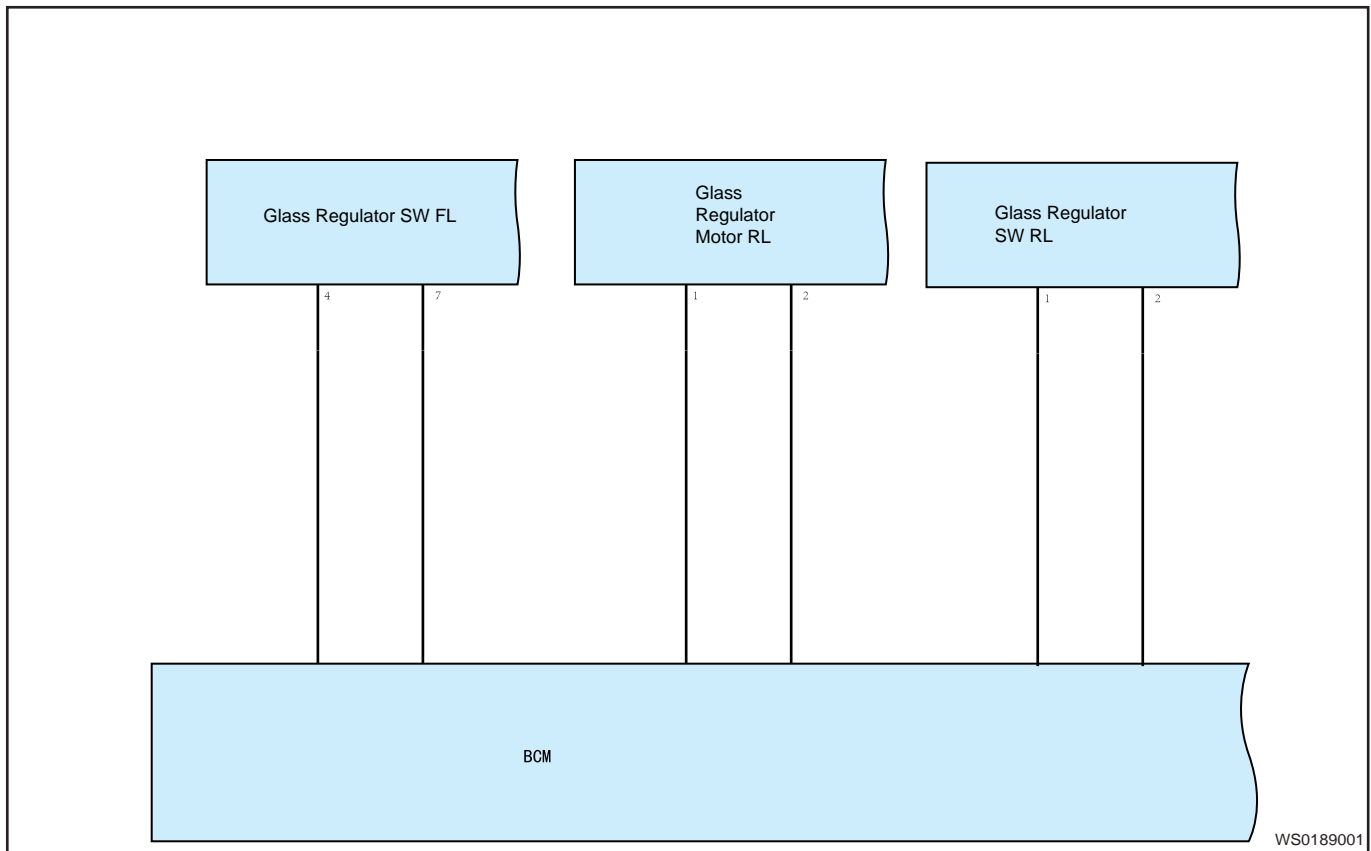 Glass Regulator SW FL
Glass
Regulator
Motor RL
Glass Regulator
SW RL
4
7
1
2
1
2
BCM
WS0189001